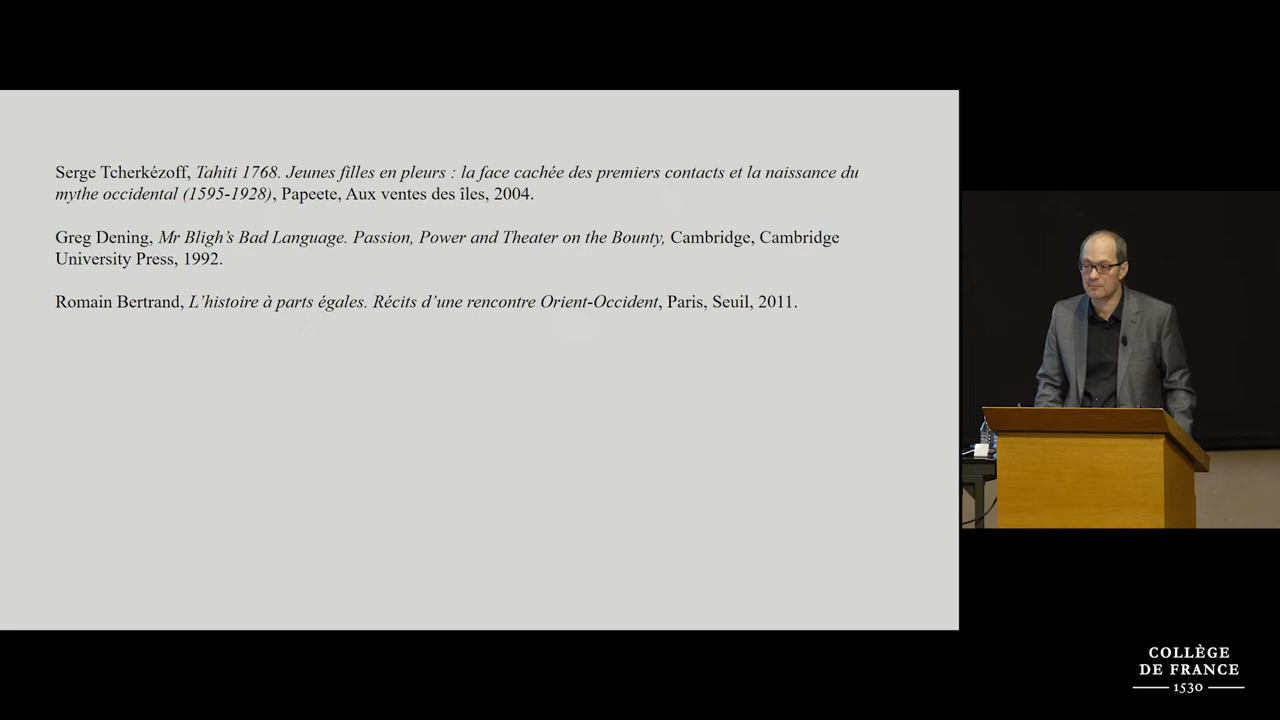 Serge Tcherkézoff, Tahiti 1768. Jeunes filles en pleurs : la face cachée des premiers contacts et la naissance du
mythe occidental (1595-1928), Papeete, Aux ventes des îles, 2004.
Greg Dening, Mr Bligh's Bad Language. Passion, Power and Theater on the Bounty, Cambridge, Cambridge
University Press, 1992.
Romain Bertrand, L'histoire à parts égales. Récits d'une rencontre Orient-Occident, Paris, Seuil, 2011.
COLLÈGE
DE FRANCE
1530